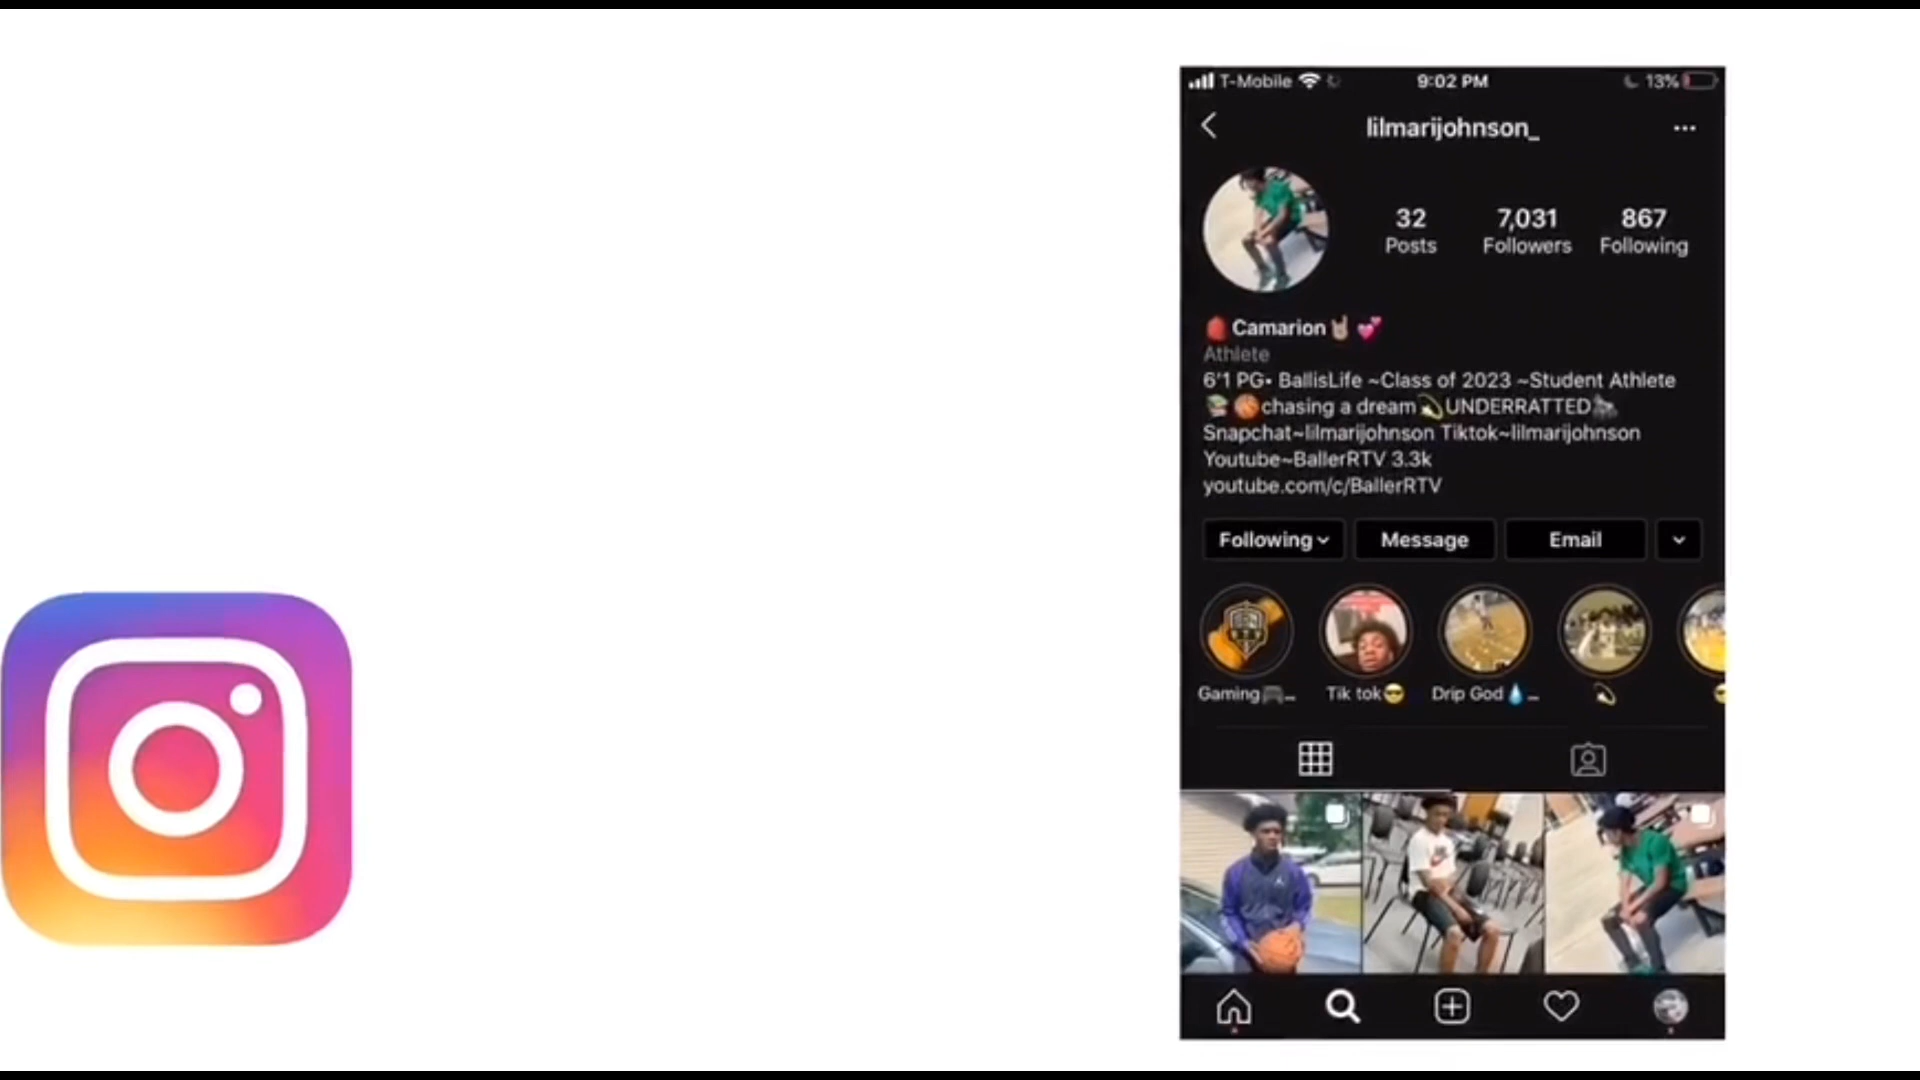 T-Mobile 9:02 PM 13%
lilmarijohnson_
32 7,031 867
Posts Followers Following
Camarion
Athlete
6'1 PG• BallisLife ~Class of 2023 ~Student Athlete
chasing a dream UNDERRATTED
Snapchat~lilmarijohnson Tiktok~lilmarijohnson
Youtube~BallerRTV 3.3k
youtube.com/c/BallerRTV
Following Message Email
Gaming Tik tok Drip God